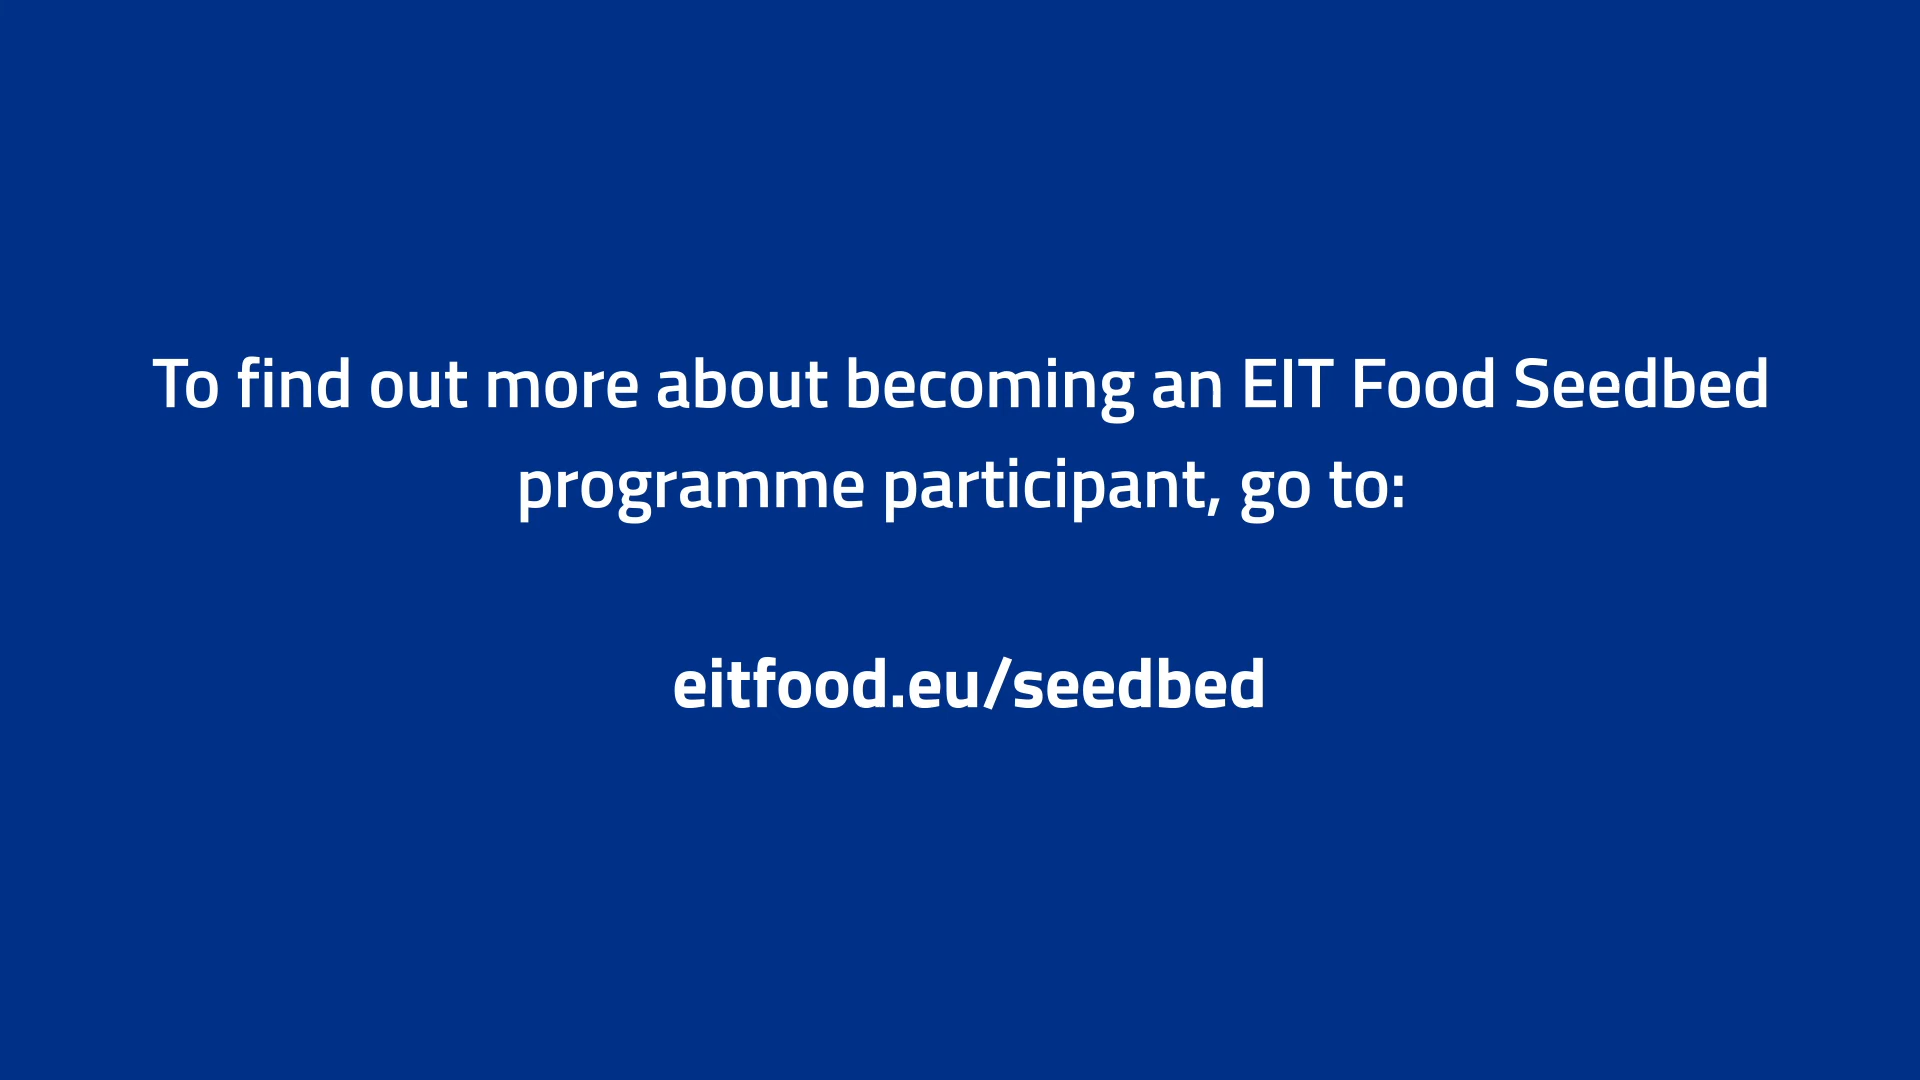 To find out more about becoming an EIT Food Seedbed
programme participant, go to:
eitfood.eu/seedbed